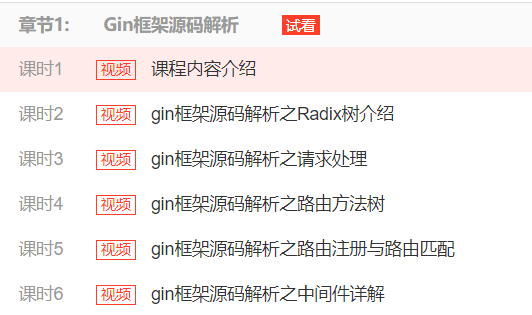 章节1: Gin框架源码解析 试看
课时1 视频 课程内容介绍
课时2 视频 gin框架源码解析之Radix树介绍
课时3 视频 gin框架源码解析之请求处理
课时4 视频 gin框架源码解析之路由方法树
课时5 视频 gin框架源码解析之路由注册与路由匹配
课时6 视频 gin框架源码解析之中间件详解